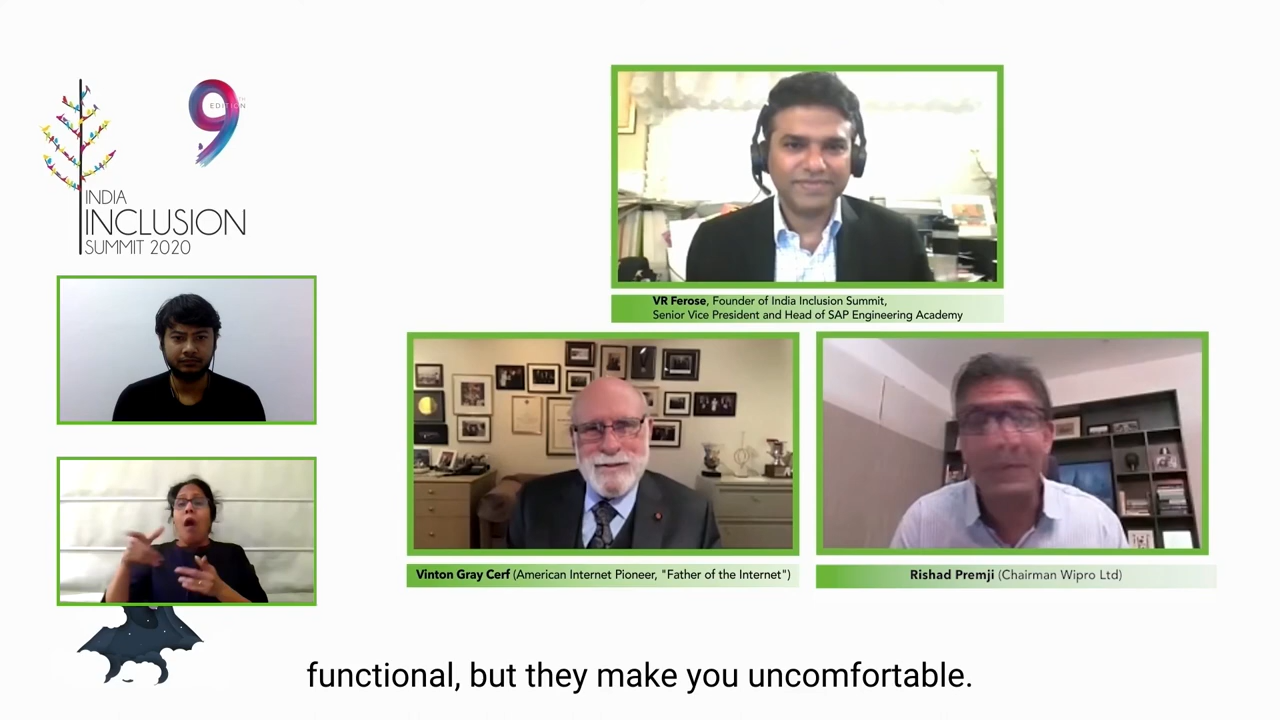 9
EDITION
INDIA
INCLUSION
SUMMIT 2020
VR Ferose, Founder of India Inclusion Summit,
Senior Vice President and Head of SAP Engineering Academy
Vinton Gray Cerf (American Internet Pioneer, "Father of the Internet")
Rishad Premji (Chairman Wipro Ltd)
functional, but they make you uncomfortable.